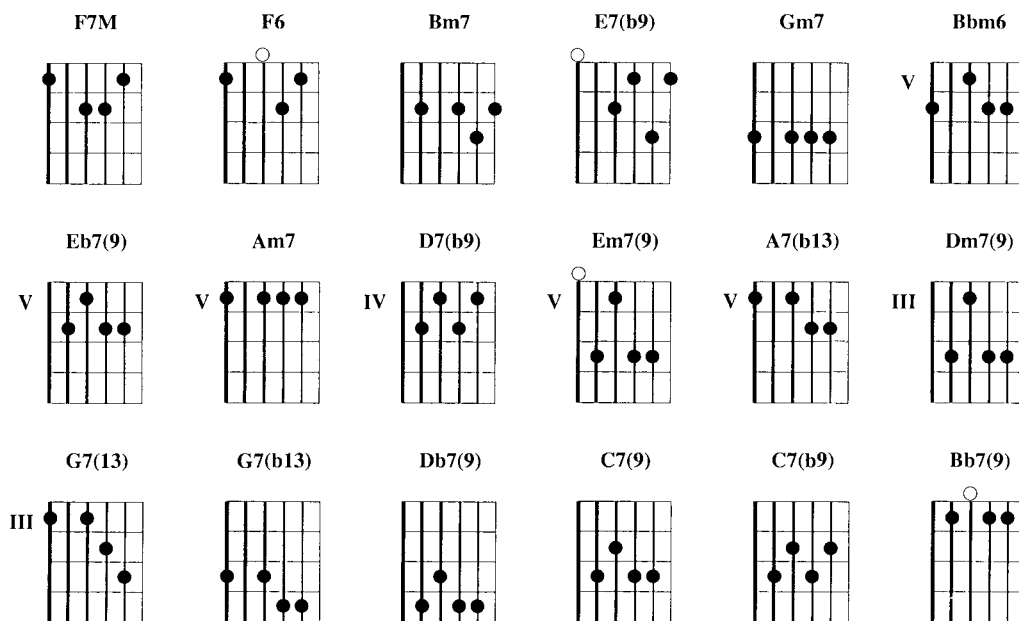 F7M F6 Bm7 E7(b9) Gm7 Bbm6
V
Eb7(9) Am7 D7(b9) Em7(9) A7(b13) Dm7(9)
V V IV V V III
G7(13) G7(b13) Db7(9) C7(9) C7(b9) Bb7(9)
III